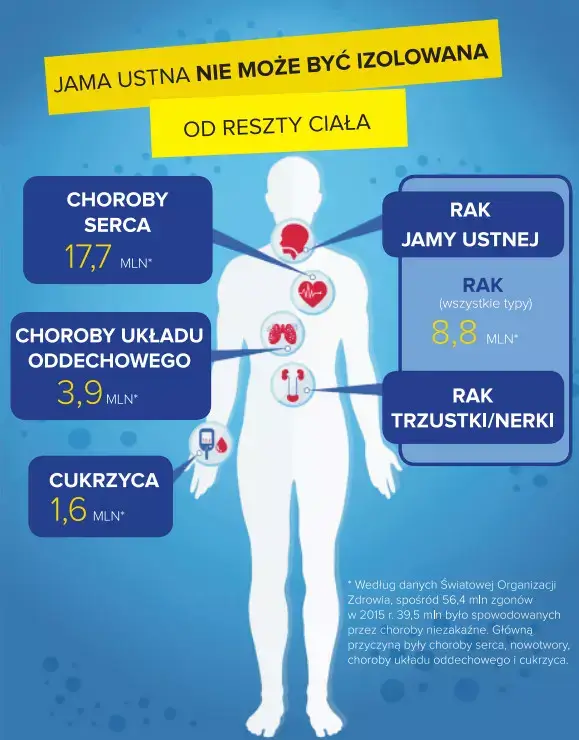 JAMA USTNA NIE MOŻE BYĆ IZOLOWANA
OD RESZTY CIAŁA
CHOROBY
SERCA
17,7 MLN*
CHOROBY UKŁADU
ODDECHOWEGO
3,9 MLN*
CUKRZYCA
1,6 MLN*
RAK
JAMY USTNEJ
RAK
(wszystkie typy)
8,8 MLN*
RAK
TRZUSTKI/NERKI
* Według danych Światowej Organizacji
Zdrowia, spośród 56,4 mln zgonów
w 2015 r. 39,5 mln było spowodowanych
przez choroby niezakaźne. Główną
przyczyną były choroby serca, nowotwory,
choroby układu oddechowego i cukrzyca.